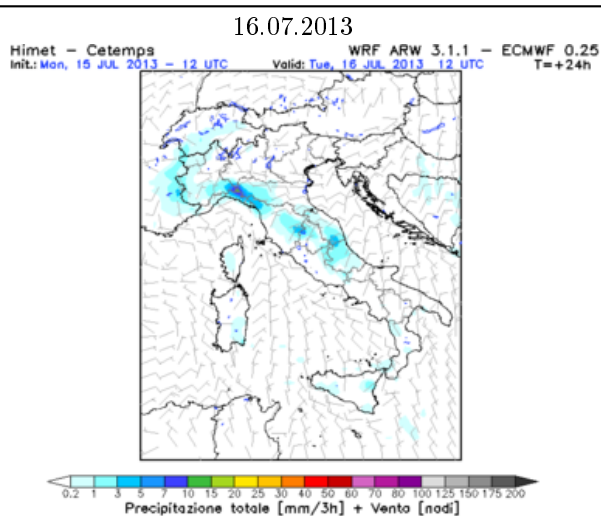 16.07.2013
Himet - Cetemps WRF ARW 3.1.1 - ECMWF 0.25
Init.: Mon, 15 JUL 2013 - 12 UTC Valid: Tue, 16 JUL 2013 12 UTC T=+24h
0.2 1 3 5 7 10 15 20 25 30 40 50 60 70 80 100 125 150 175 200
Precipitazione totale [mm/3h] + Vento [nodi]